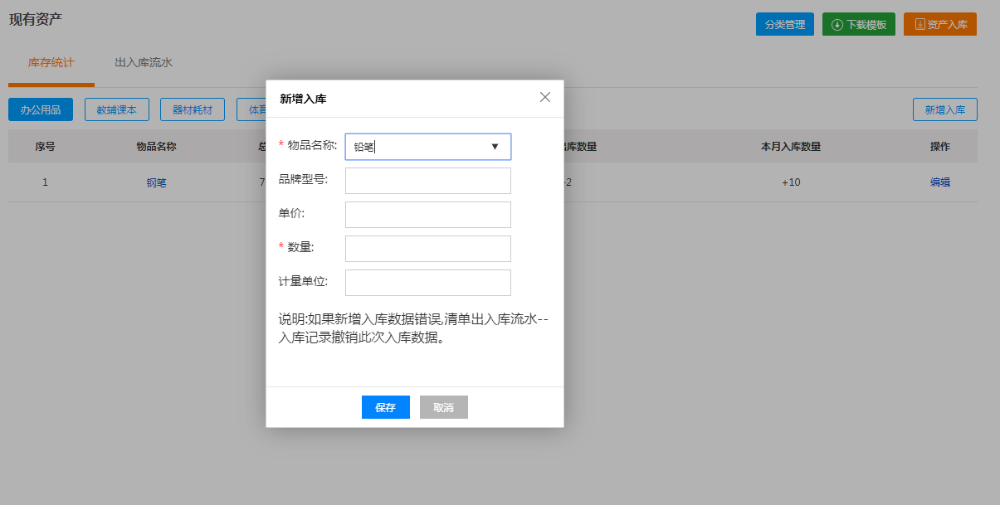 现有资产
分类管理
下载模板
资产入库
库存统计
出入库流水
办公用品
教辅课本
器材耗材
体育
新增入库
序号
物品名称
总
库数量
本月入库数量
操作
1
钢笔
7
-2
+10
编辑
新增入库
* 物品名称:
铅笔
品牌型号:
单价:
* 数量:
计量单位:
说明:如果新增入库数据错误,清单出入库流水--
入库记录撤销此次入库数据。
保存
取消